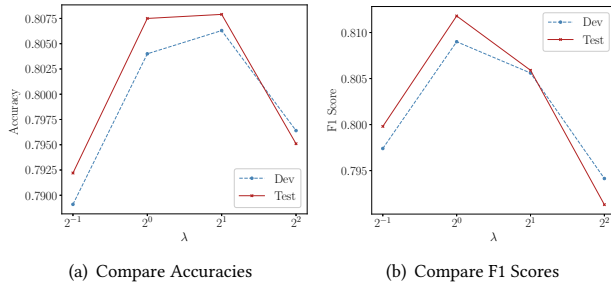 0.8075
0.8050
0.8025
0.8000
0.7975
0.7950
0.7925
0.7900
Accuracy
Dev
Test
2^-1
2^0
2^1
2^2
λ
(a) Compare Accuracies
0.810
0.805
0.800
0.795
F1 Score
Dev
Test
2^-1
2^0
2^1
2^2
λ
(b) Compare F1 Scores